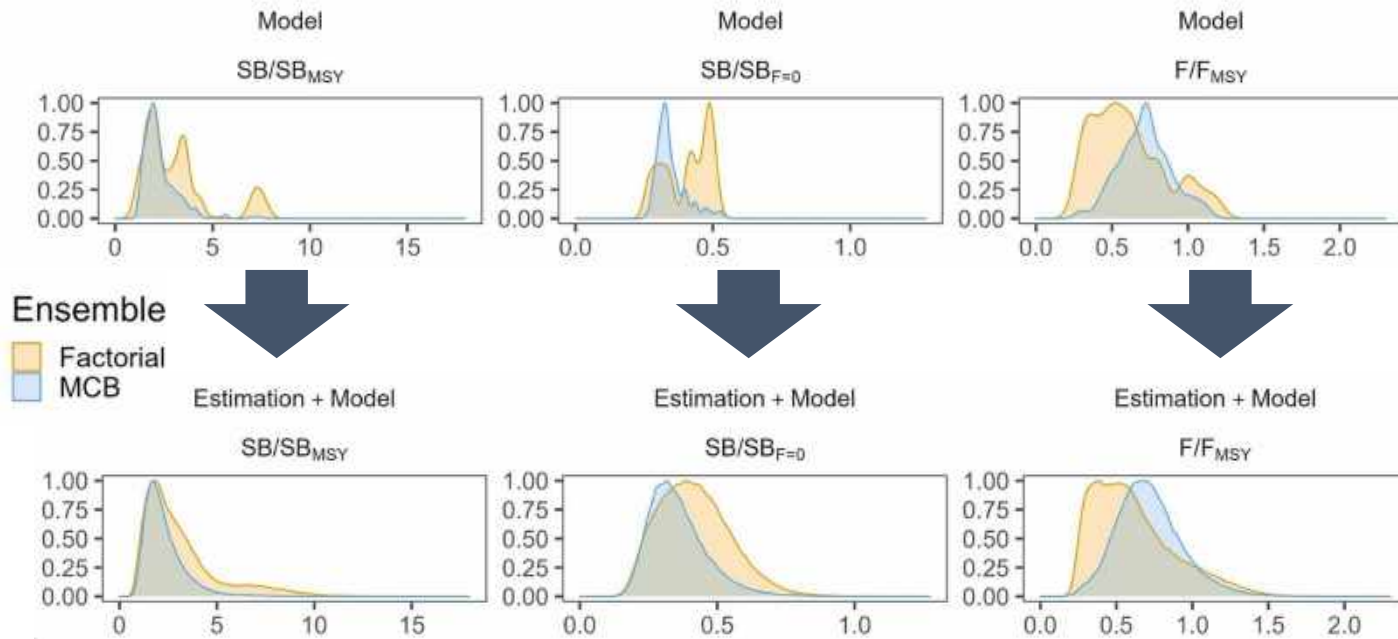 Model Model Model
SB/SBMSY SB/SBF=0 F/FMSY
1.00 1.00 1.00
0.75 0.75 0.75
0.50 0.50 0.50
0.25 0.25 0.25
0.00 0.00 0.00
0 5 10 15 0.0 0.5 1.0 0.0 0.5 1.0 1.5 2.0
Ensemble
Factorial
MCB
Estimation + Model Estimation + Model Estimation + Model
SB/SBMSY SB/SBF=0 F/FMSY
1.00 1.00 1.00
0.75 0.75 0.75
0.50 0.50 0.50
0.25 0.25 0.25
0.00 0.00 0.00
0 5 10 15 0.0 0.5 1.0 0.0 0.5 1.0 1.5 2.0